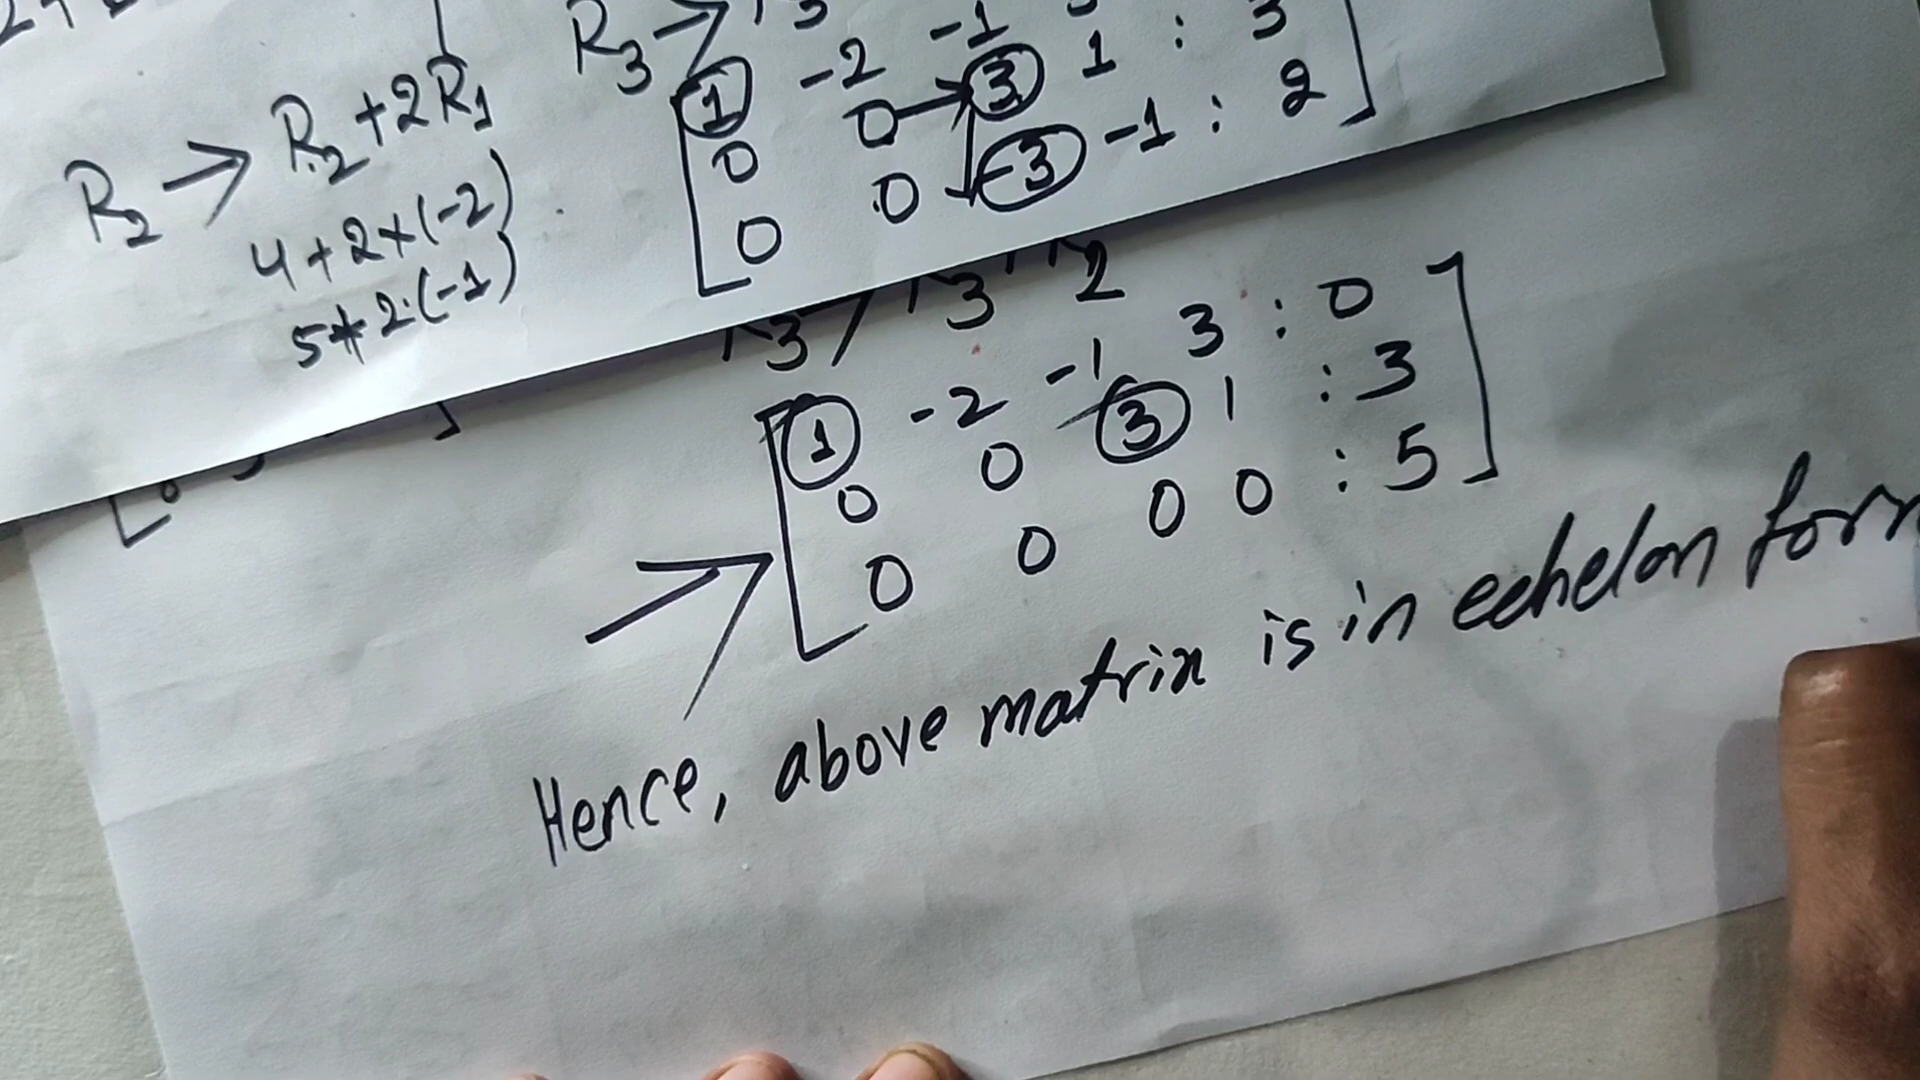 R2 → R2 + 2R1
4 + 2 × (-2)
5 * 2 · (-1)
R3 →
1 -2 -1
0 0 3 1 : 3
0 0 -3 -1 : 2
1 -2 -1 3 : 0
0 0 3 1 : 3
0 0 0 0 : 5
Hence, above matrix is in echelon form